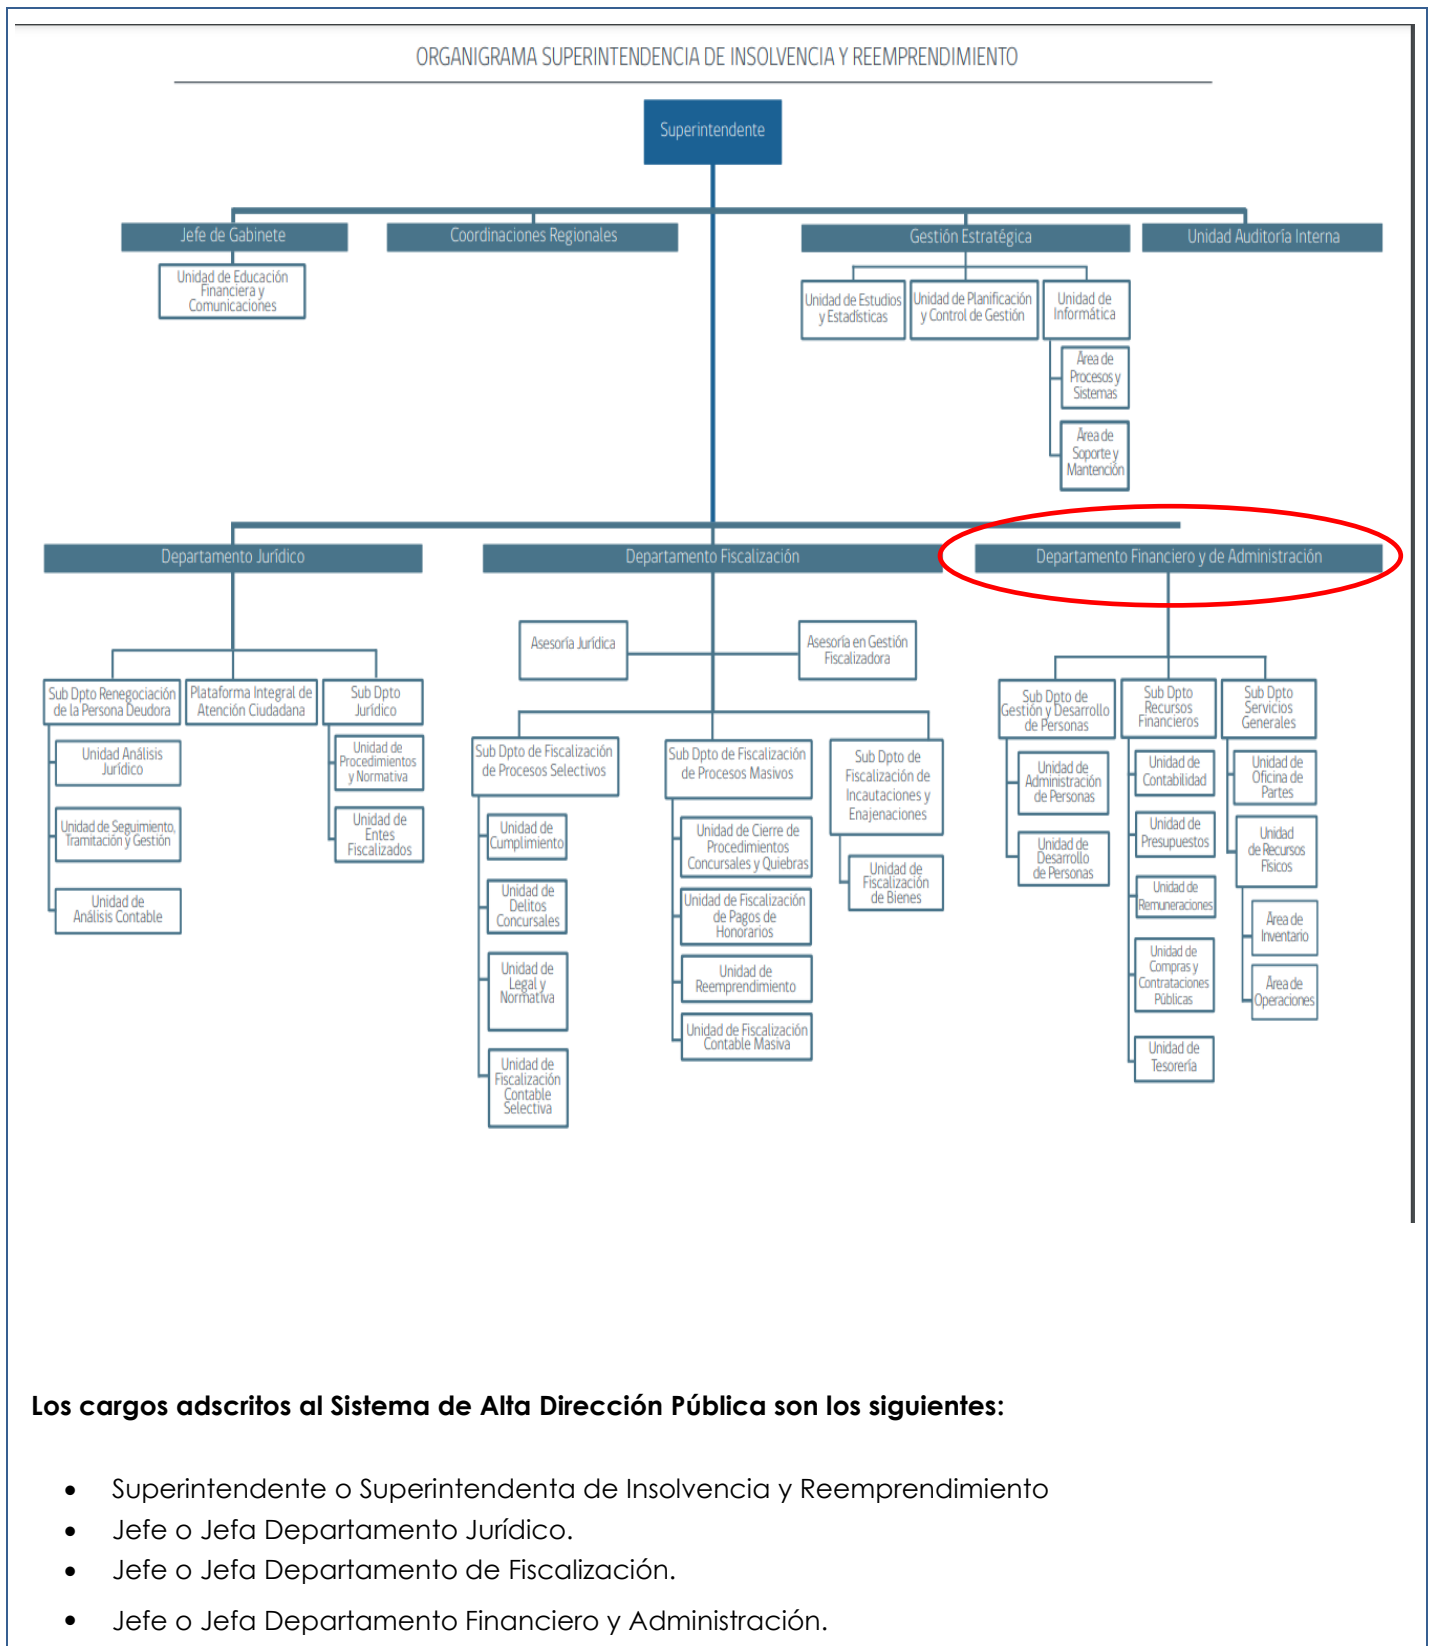 ORGANIGRAMA SUPERINTENDENCIA DE INSOLVENCIA Y REEMPRENDIMIENTO
Superintendente
Jefe de Gabinete
Coordinaciones Regionales
Gestión Estratégica
Unidad Auditoría Interna
Unidad de Educación
Financiera y
Comunicaciones
Unidad de Estudios
y Estadísticas
Unidad de Planificación
y Control de Gestión
Unidad de
Informática
Área de
Procesos y
Sistemas
Área de
Soporte y
Mantención
Departamento Jurídico
Departamento Fiscalización
Departamento Financiero y de Administración
Sub Dpto Renegociación
de la Persona Deudora
Plataforma Integral de
Atención Ciudadana
Sub Dpto
Jurídico
Unidad Análisis
Jurídico
Unidad de Seguimiento,
Tramitación y Gestión
Unidad de
Análisis Contable
Unidad de
Procedimientos
y Normativa
Unidad de
Entes
Fiscalizados
Asesoría Jurídica
Asesoría en Gestión
Fiscalizadora
Sub Dpto de Fiscalización
de Procesos Selectivos
Sub Dpto de Fiscalización
de Procesos Masivos
Sub Dpto de
Fiscalización de
Incautaciones y
Enajenaciones
Unidad de
Cumplimiento
Unidad de
Delitos
Concursales
Unidad de
Legal y
Normativa
Unidad de
Fiscalización
Contable
Selectiva
Unidad de Cierre de
Procedimientos
Concursales y Quiebras
Unidad de Fiscalización
de Pagos de
Honorarios
Unidad de
Reemprendimiento
Unidad de Fiscalización
Contable Masiva
Unidad de
Fiscalización
de Bienes
Sub Dpto de
Gestión y Desarrollo
de Personas
Sub Dpto
Recursos
Financieros
Sub Dpto
Servicios
Generales
Unidad de
Administración
de Personas
Unidad de
Desarrollo
de Personas
Unidad de
Contabilidad
Unidad de
Presupuestos
Unidad de
Remuneraciones
Unidad de
Compras y
Contrataciones
Públicas
Unidad de
Tesorería
Unidad de
Oficina de
Partes
Unidad
de Recursos
Físicos
Área de
Inventario
Área de
Operaciones
Los cargos adscritos al Sistema de Alta Dirección Pública son los siguientes:
• Superintendente o Superintendenta de Insolvencia y Reemprendimiento
• Jefe o Jefa Departamento Jurídico.
• Jefe o Jefa Departamento de Fiscalización.
• Jefe o Jefa Departamento Financiero y Administración.